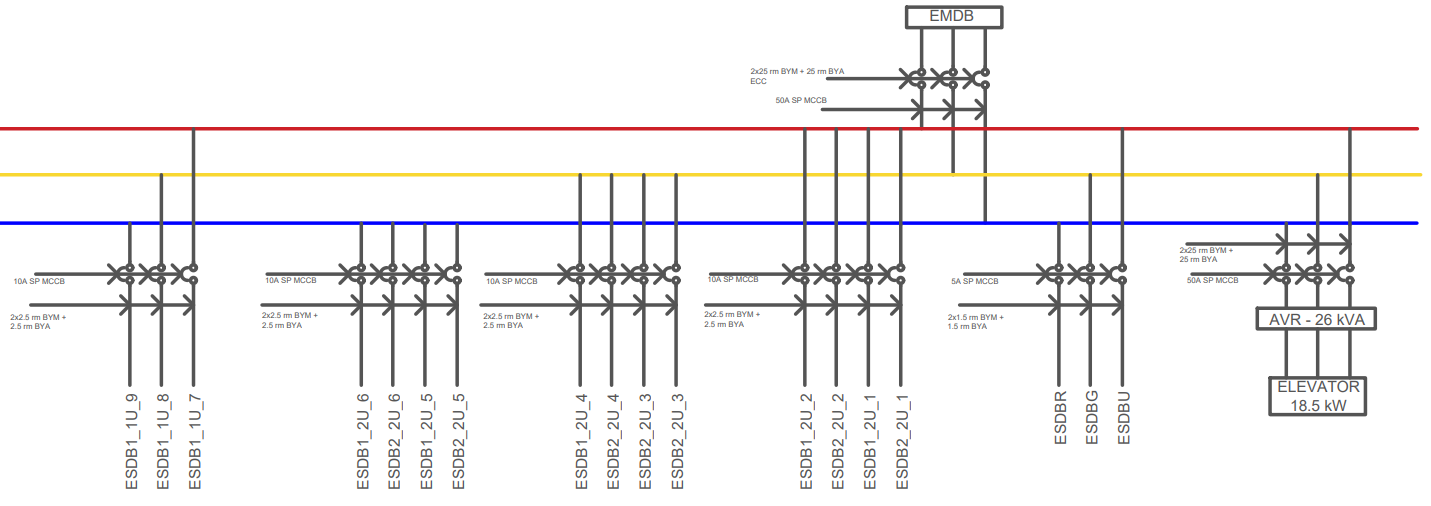 EMDB
2x25 rm BYM + 25 rm BYA
ECC
50A SP MCCB
10A SP MCCB
2x2.5 rm BYM +
2.5 rm BYA
ESDB1_1U_9
ESDB1_1U_8
ESDB1_1U_7
10A SP MCCB
2x2.5 rm BYM +
2.5 rm BYA
ESDB1_2U_6
ESDB2_2U_6
ESDB1_2U_5
ESDB2_2U_5
10A SP MCCB
2x2.5 rm BYM +
2.5 rm BYA
ESDB1_2U_4
ESDB2_2U_4
ESDB1_2U_3
ESDB2_2U_3
10A SP MCCB
2x2.5 rm BYM +
2.5 rm BYA
ESDB1_2U_2
ESDB2_2U_2
ESDB1_2U_1
ESDB2_2U_1
5A SP MCCB
2x1.5 rm BYM +
1.5 rm BYA
ESDBR
ESDBG
ESDBU
2x25 rm BYM +
25 rm BYA
50A SP MCCB
AVR - 26 kVA
ELEVATOR
18.5 kW